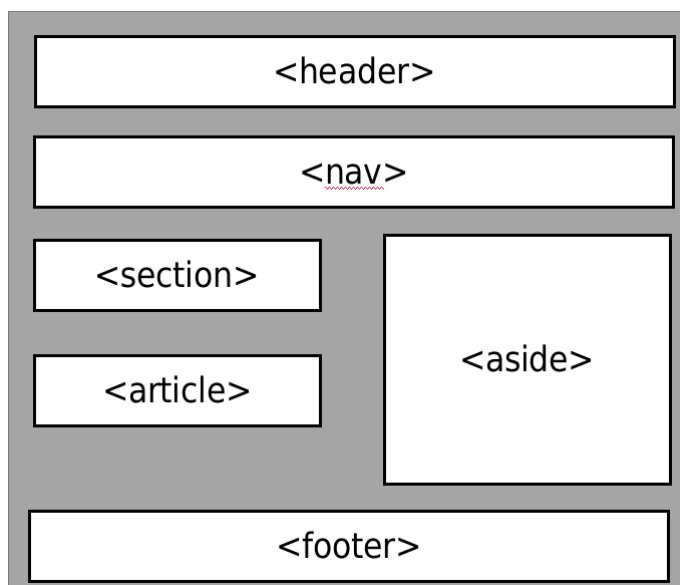 <header>
<nav>
<section>
<article>
<aside>
<footer>